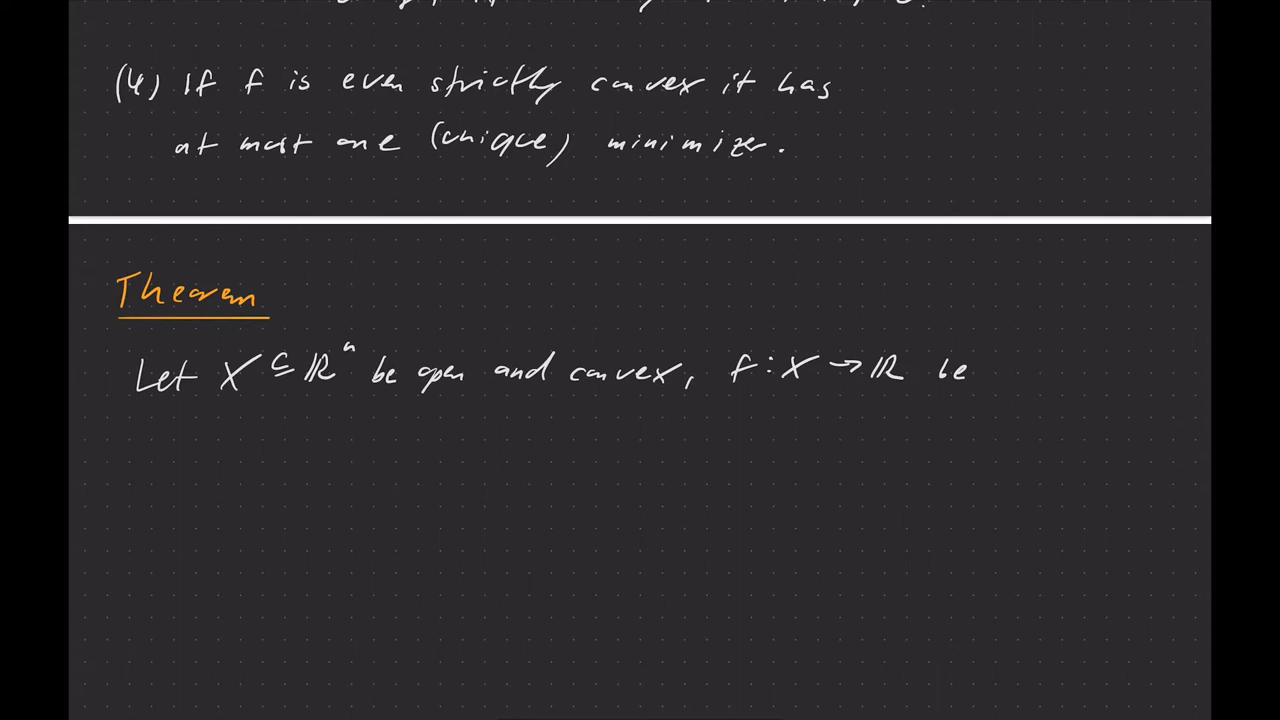 (4) If f is even strictly convex it has
at most one (unique) minimizer.
Theorem
Let X ⊆ ℝⁿ be open and convex, f : X → ℝ be